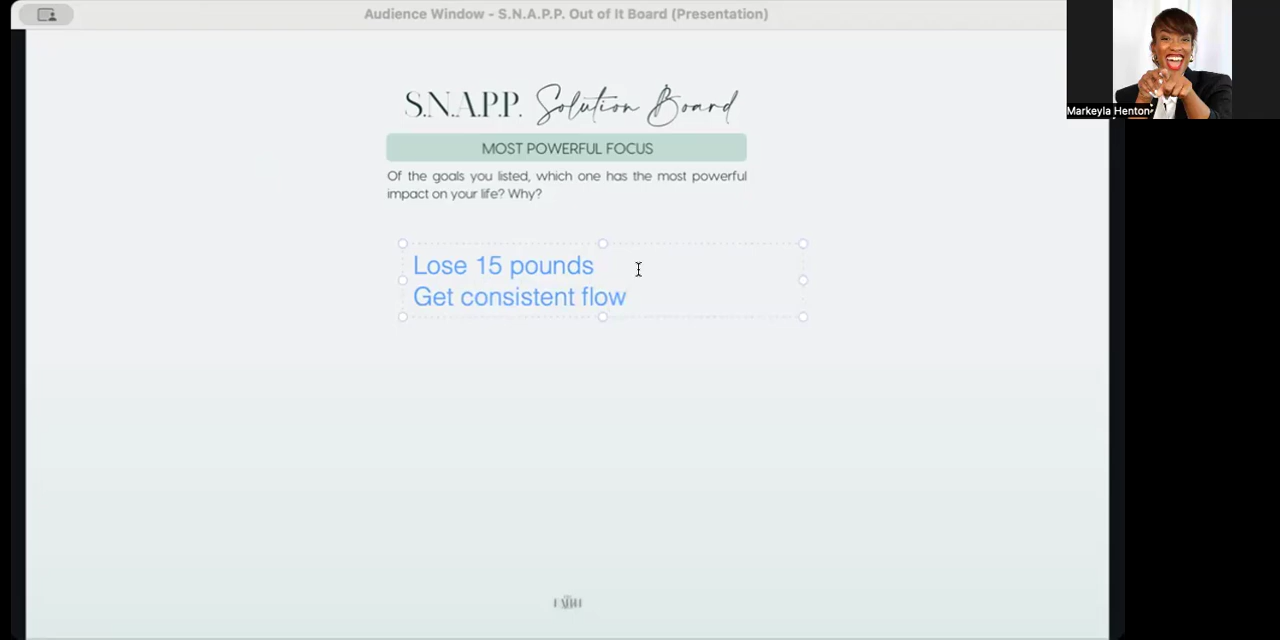 Audience Window - S.N.A.P.P. Out of It Board (Presentation)
Markeyla Henton
S.N.A.P.P. Solution Board
MOST POWERFUL FOCUS
Of the goals you listed, which one has the most powerful
impact on your life? Why?
Lose 15 pounds
Get consistent flow